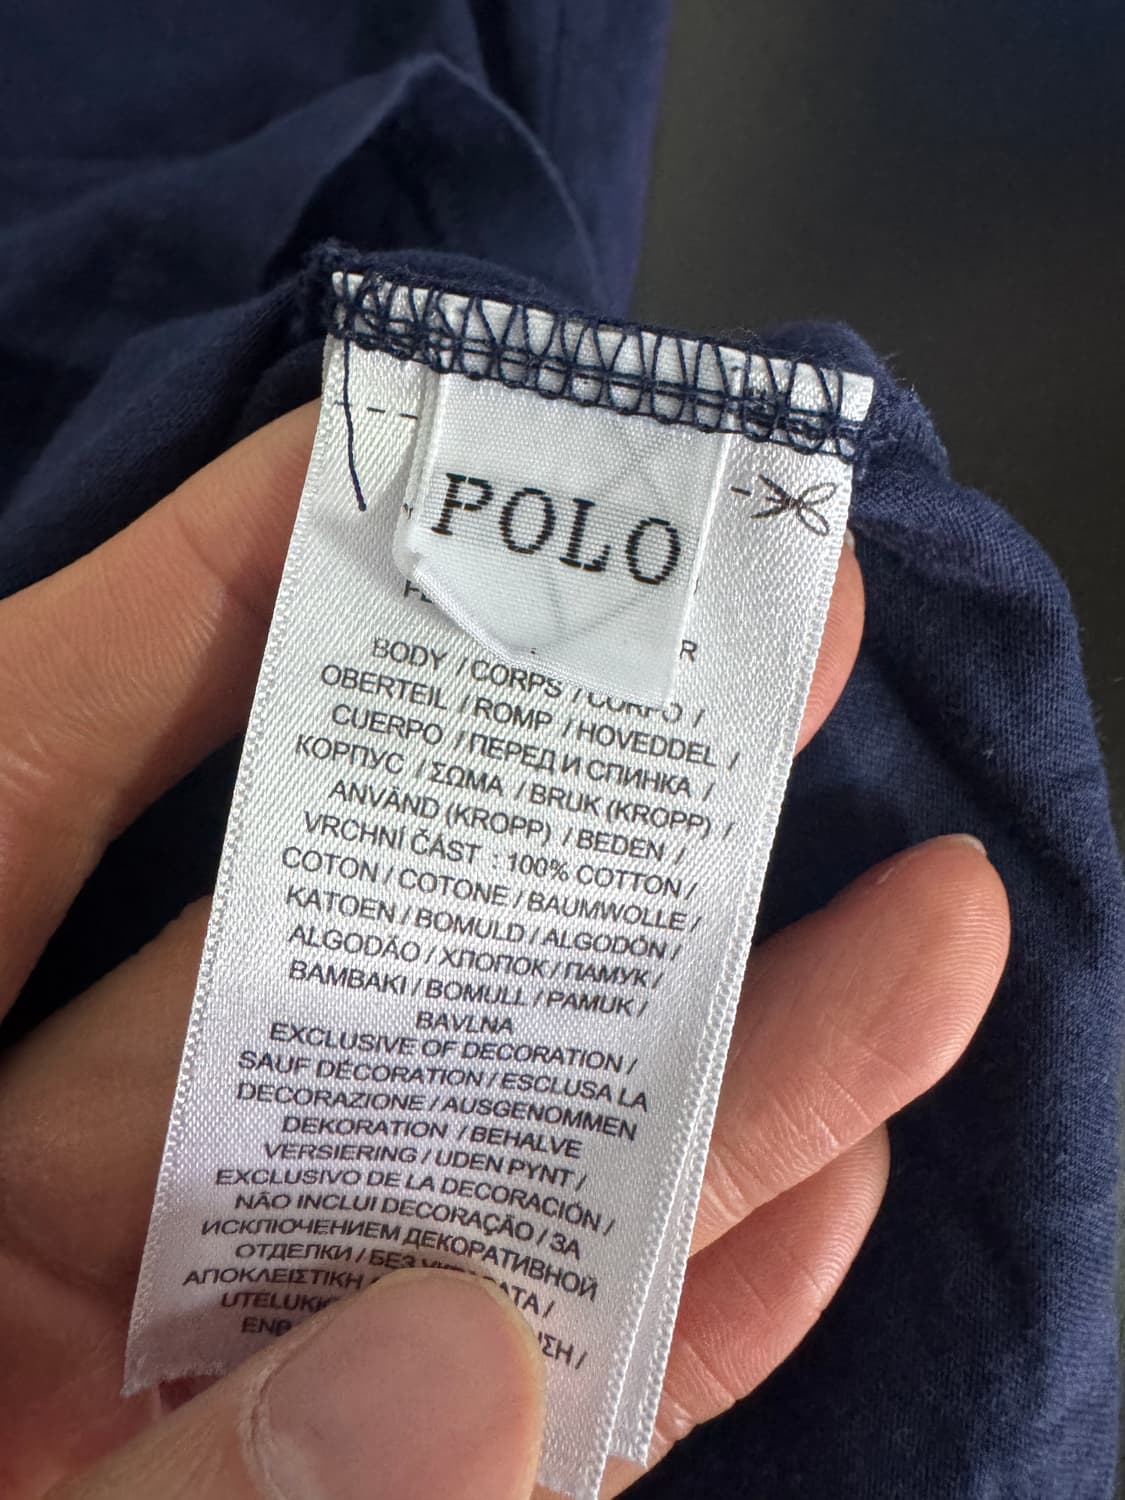 POLO
BODY / CORPS / CORPO /
OBERTEIL / ROMP / HOVEDDEL /
CUERPO / ПЕРЕД И СПИНКА /
КОРПУС / ΣΩΜΑ / BRUK (KROPP) /
ANVÄND (KROPP) / BEDEN /
VRCHNÍ ČÁST : 100% COTTON /
COTON / COTONE / BAUMWOLLE /
KATOEN / BOMULD / ALGODÓN /
ALGODÃO / ХЛОПОК / ПАМУК /
BAMBAKI / BOMULL / PAMUK /
BAVLNA
EXCLUSIVE OF DECORATION /
SAUF DÉCORATION / ESCLUSA LA
DECORAZIONE / AUSGENOMMEN
DEKORATION / BEHALVE
VERSIERING / UDEN PYNT /
EXCLUSIVO DE LA DECORACIÓN /
NÃO INCLUI DECORAÇÃO / ЗА
ИСКЛЮЧЕНИЕМ ДЕКОРАТИВНОЙ
ОТДЕЛКИ / БЕЗ
ΑΠΟΚΛΕΙΣΤΙΚΗ